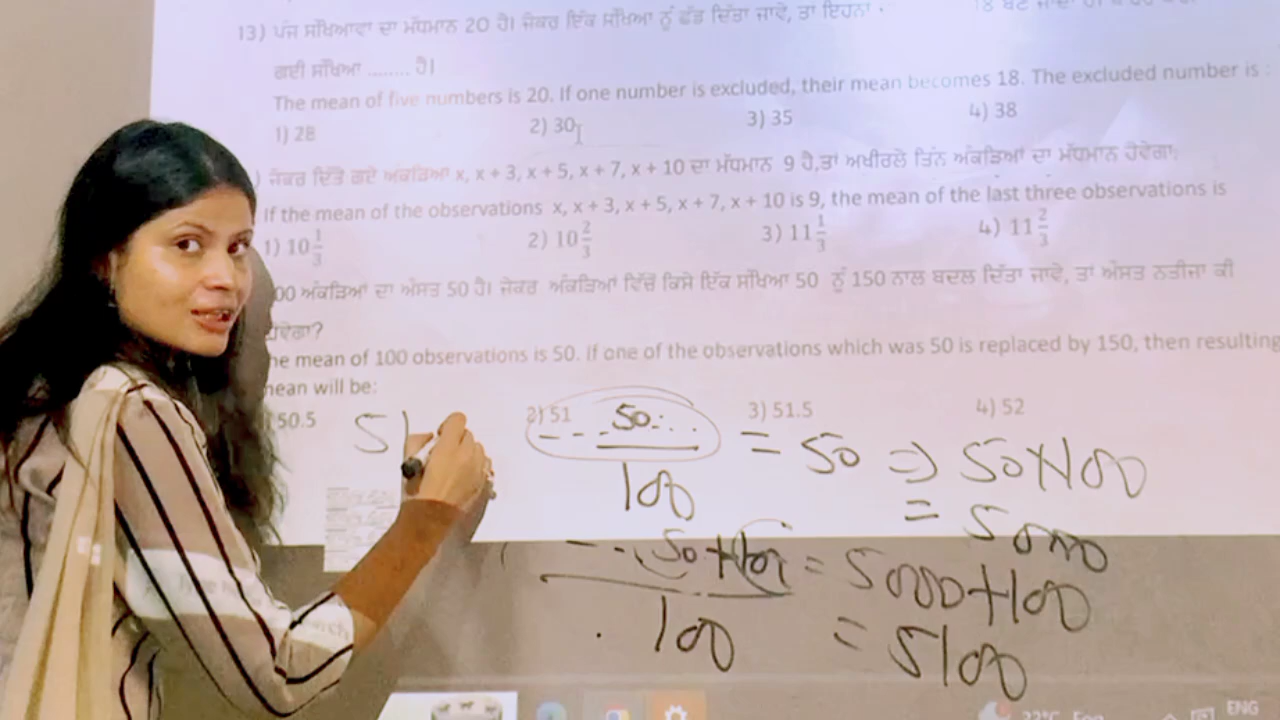 13) ਪੰਜ ਸੰਖਿਆਵਾਂ ਦਾ ਮੱਧਮਾਨ 20 ਹੈ। ਜੇਕਰ ਇੱਕ ਸੰਖਿਆ ਨੂੰ ਛੱਡ ਦਿੱਤਾ ਜਾਵੇ, ਤਾਂ ਇਹਨਾਂ 18
ਗਈ ਸੰਖਿਆ ........ ਹੈ।
The mean of five numbers is 20. If one number is excluded, their mean becomes 18. The excluded number is :
1) 28 2) 30 3) 35 4) 38
) ਜੇਕਰ ਦਿੱਤੇ ਗਏ ਅੰਕੜਿਆਂ x, x + 3, x + 5, x + 7, x + 10 ਦਾ ਮੱਧਮਾਨ 9 ਹੈ,ਤਾਂ ਅਖੀਰਲੇ ਤਿੰਨ ਅੰਕੜਿਆਂ ਦਾ ਮੱਧਮਾਨ ਹੋਵੇਗਾ:
If the mean of the observations x, x + 3, x + 5, x + 7, x + 10 is 9, the mean of the last three observations is
1) 10 1/3 2) 10 2/3 3) 11 1/3 4) 11 2/3
00 ਅੰਕੜਿਆਂ ਦਾ ਔਸਤ 50 ਹੈ। ਜੇਕਰ ਅੰਕੜਿਆਂ ਵਿੱਚੋਂ ਕਿਸੇ ਇੱਕ ਸੰਖਿਆ 50 ਨੂੰ 150 ਨਾਲ ਬਦਲ ਦਿੱਤਾ ਜਾਵੇ, ਤਾਂ ਔਸਤ ਨਤੀਜਾ ਕੀ
ਹੋਵੇਗਾ?
he mean of 100 observations is 50. If one of the observations which was 50 is replaced by 150, then resulting
mean will be:
50.5 2) 51 3) 51.5 4) 52
51
- - - 50 - . .
100
= 50 ⇒ 50×100
= 5000
- - . 50+100 = 5000+100
100
= 5100
ENG